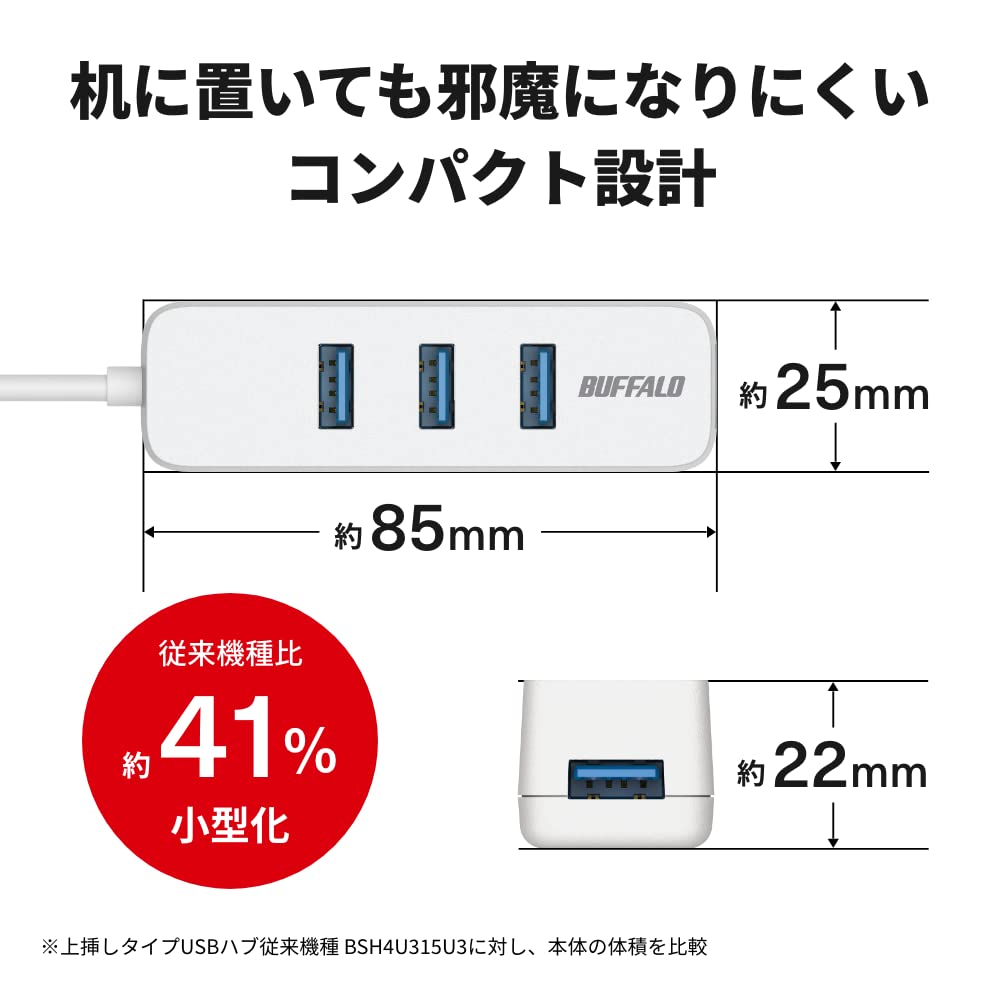 机に置いても邪魔になりにくい
コンパクト設計
BUFFALO
約25mm
約85mm
従来機種比
約41%
小型化
約22mm
※上挿しタイプUSBハブ従来機種 BSH4U315U3に対し、本体の体積を比較